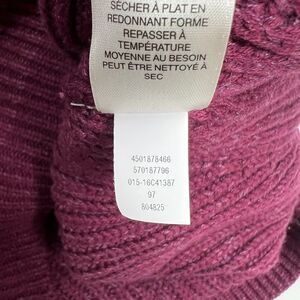 SÉCHER À PLAT EN
REDONNANT FORME
REPASSER À
TEMPÉRATURE
MOYENNE AU BESOIN
PEUT ÊTRE NETTOYÉ À
SEC
4501878466
570187796
015-16C41387
97
804825